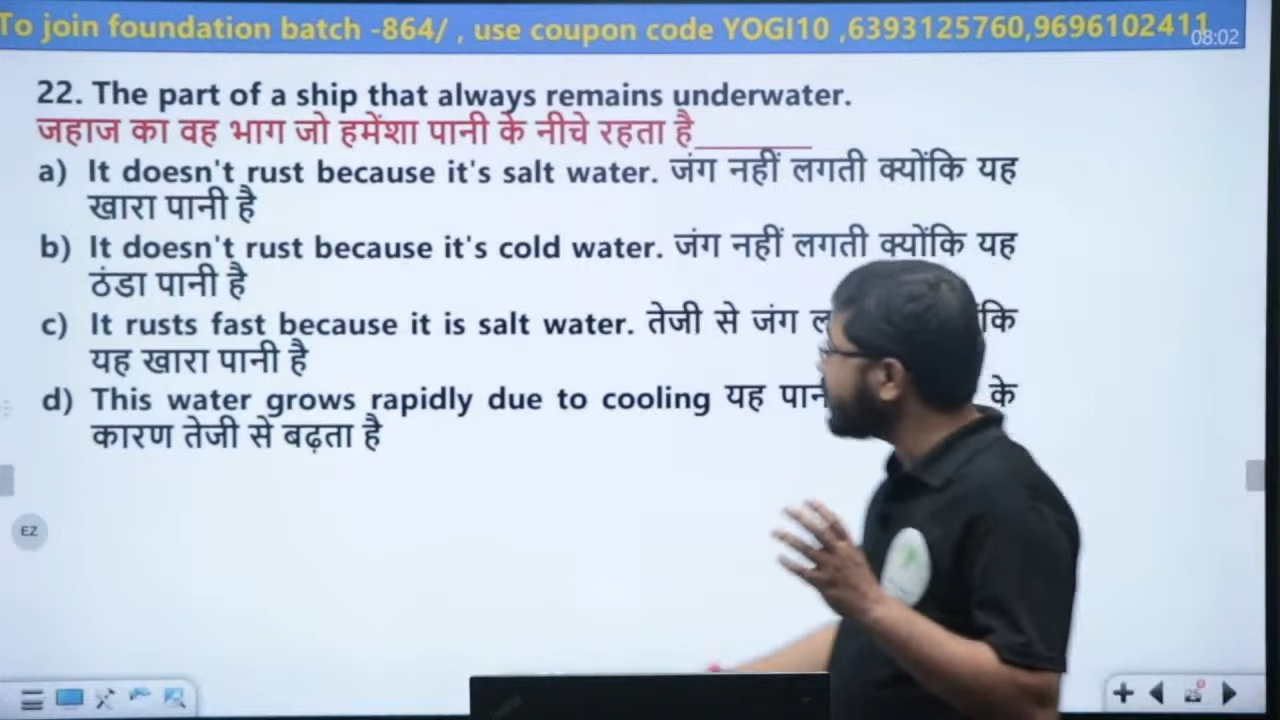 To join foundation batch -864/ , use coupon code YOGI10 ,6393125760,9696102411
08:02
22. The part of a ship that always remains underwater.
जहाज का वह भाग जो हमेंशा पानी के नीचे रहता है_______
a) It doesn't rust because it's salt water. जंग नहीं लगती क्योंकि यह
खारा पानी है
b) It doesn't rust because it's cold water. जंग नहीं लगती क्योंकि यह
ठंडा पानी है
c) It rusts fast because it is salt water. तेजी से जंग
यह खारा पानी है
d) This water grows rapidly due to cooling यह के
कारण तेजी से बढ़ता है
EZ